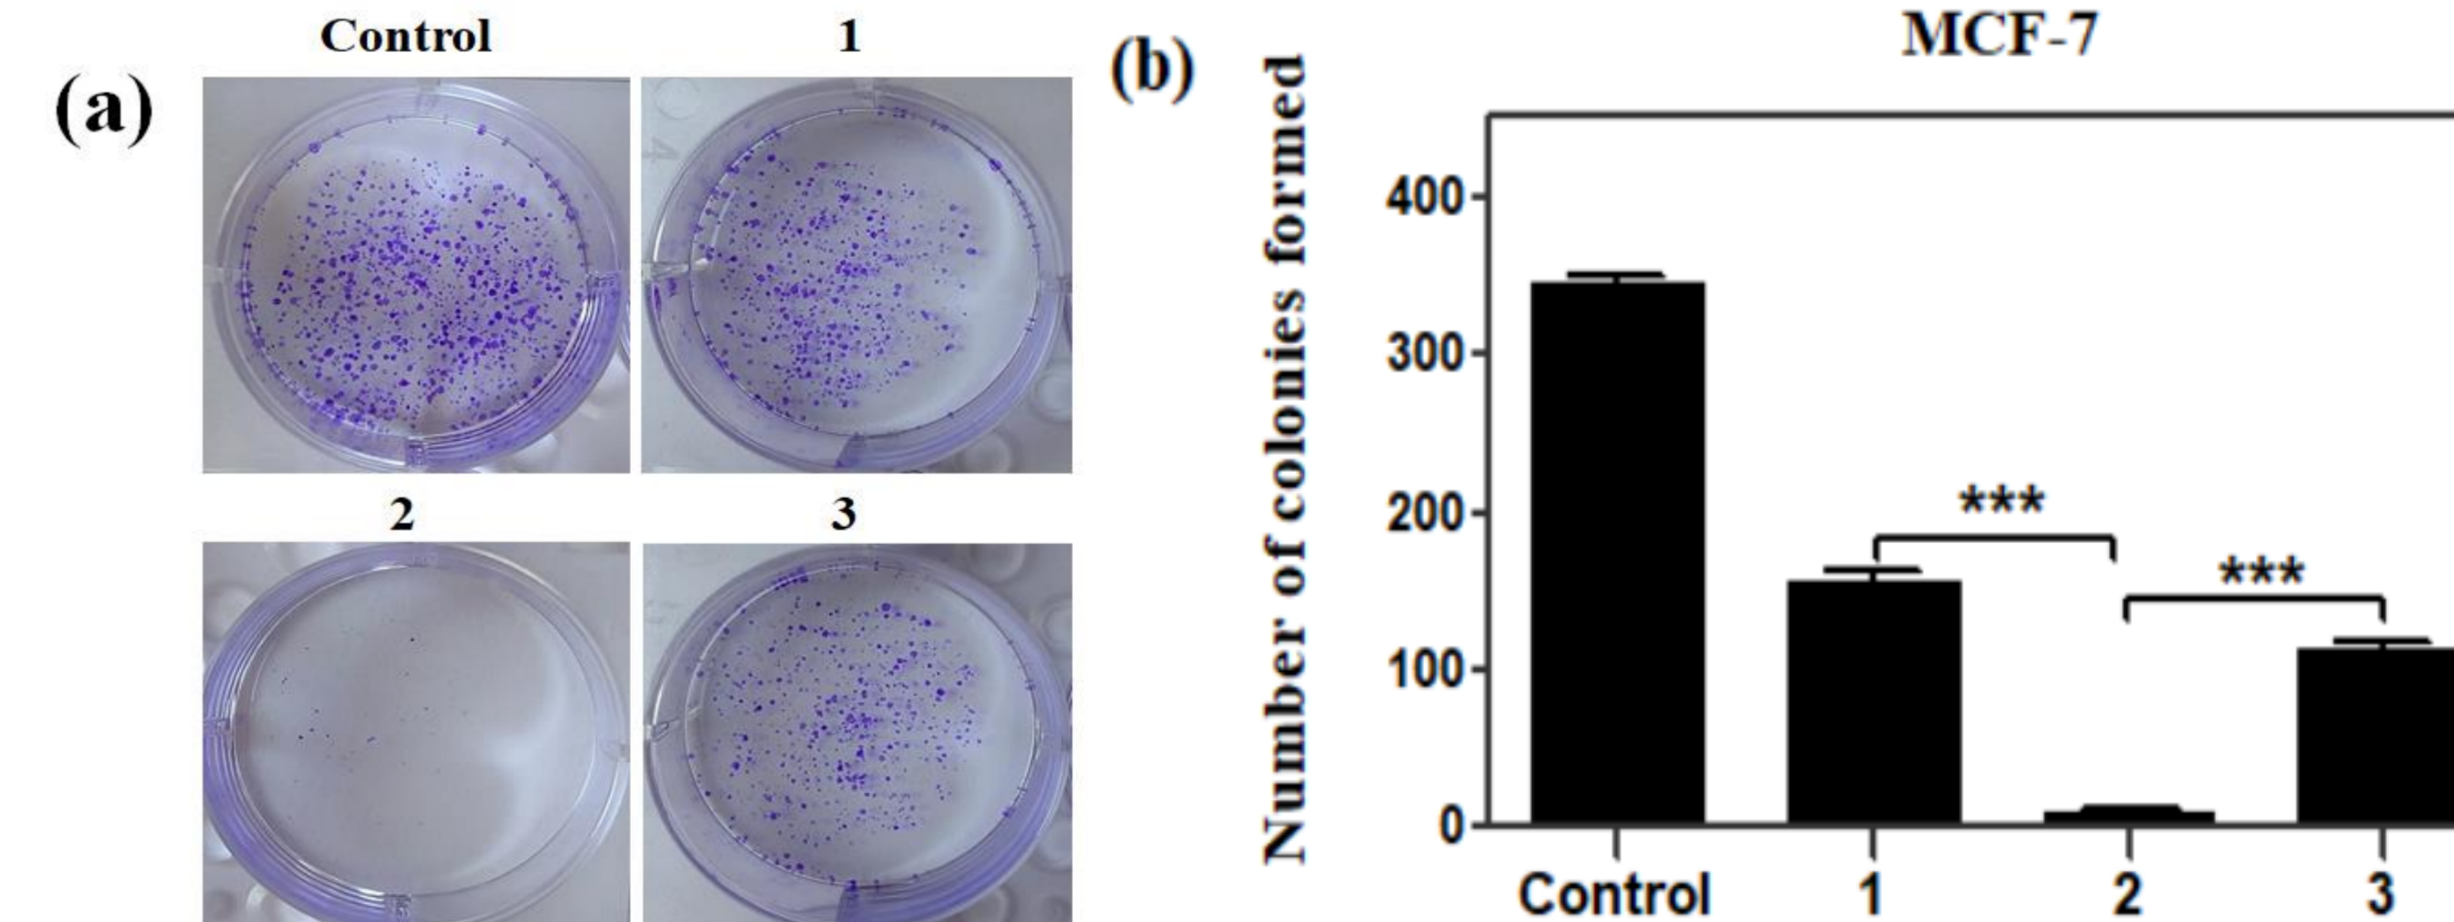 (a)
Control
1
2
3
(b)
MCF-7
Number of colonies formed
400
300
200
100
0
***
***
Control
1
2
3